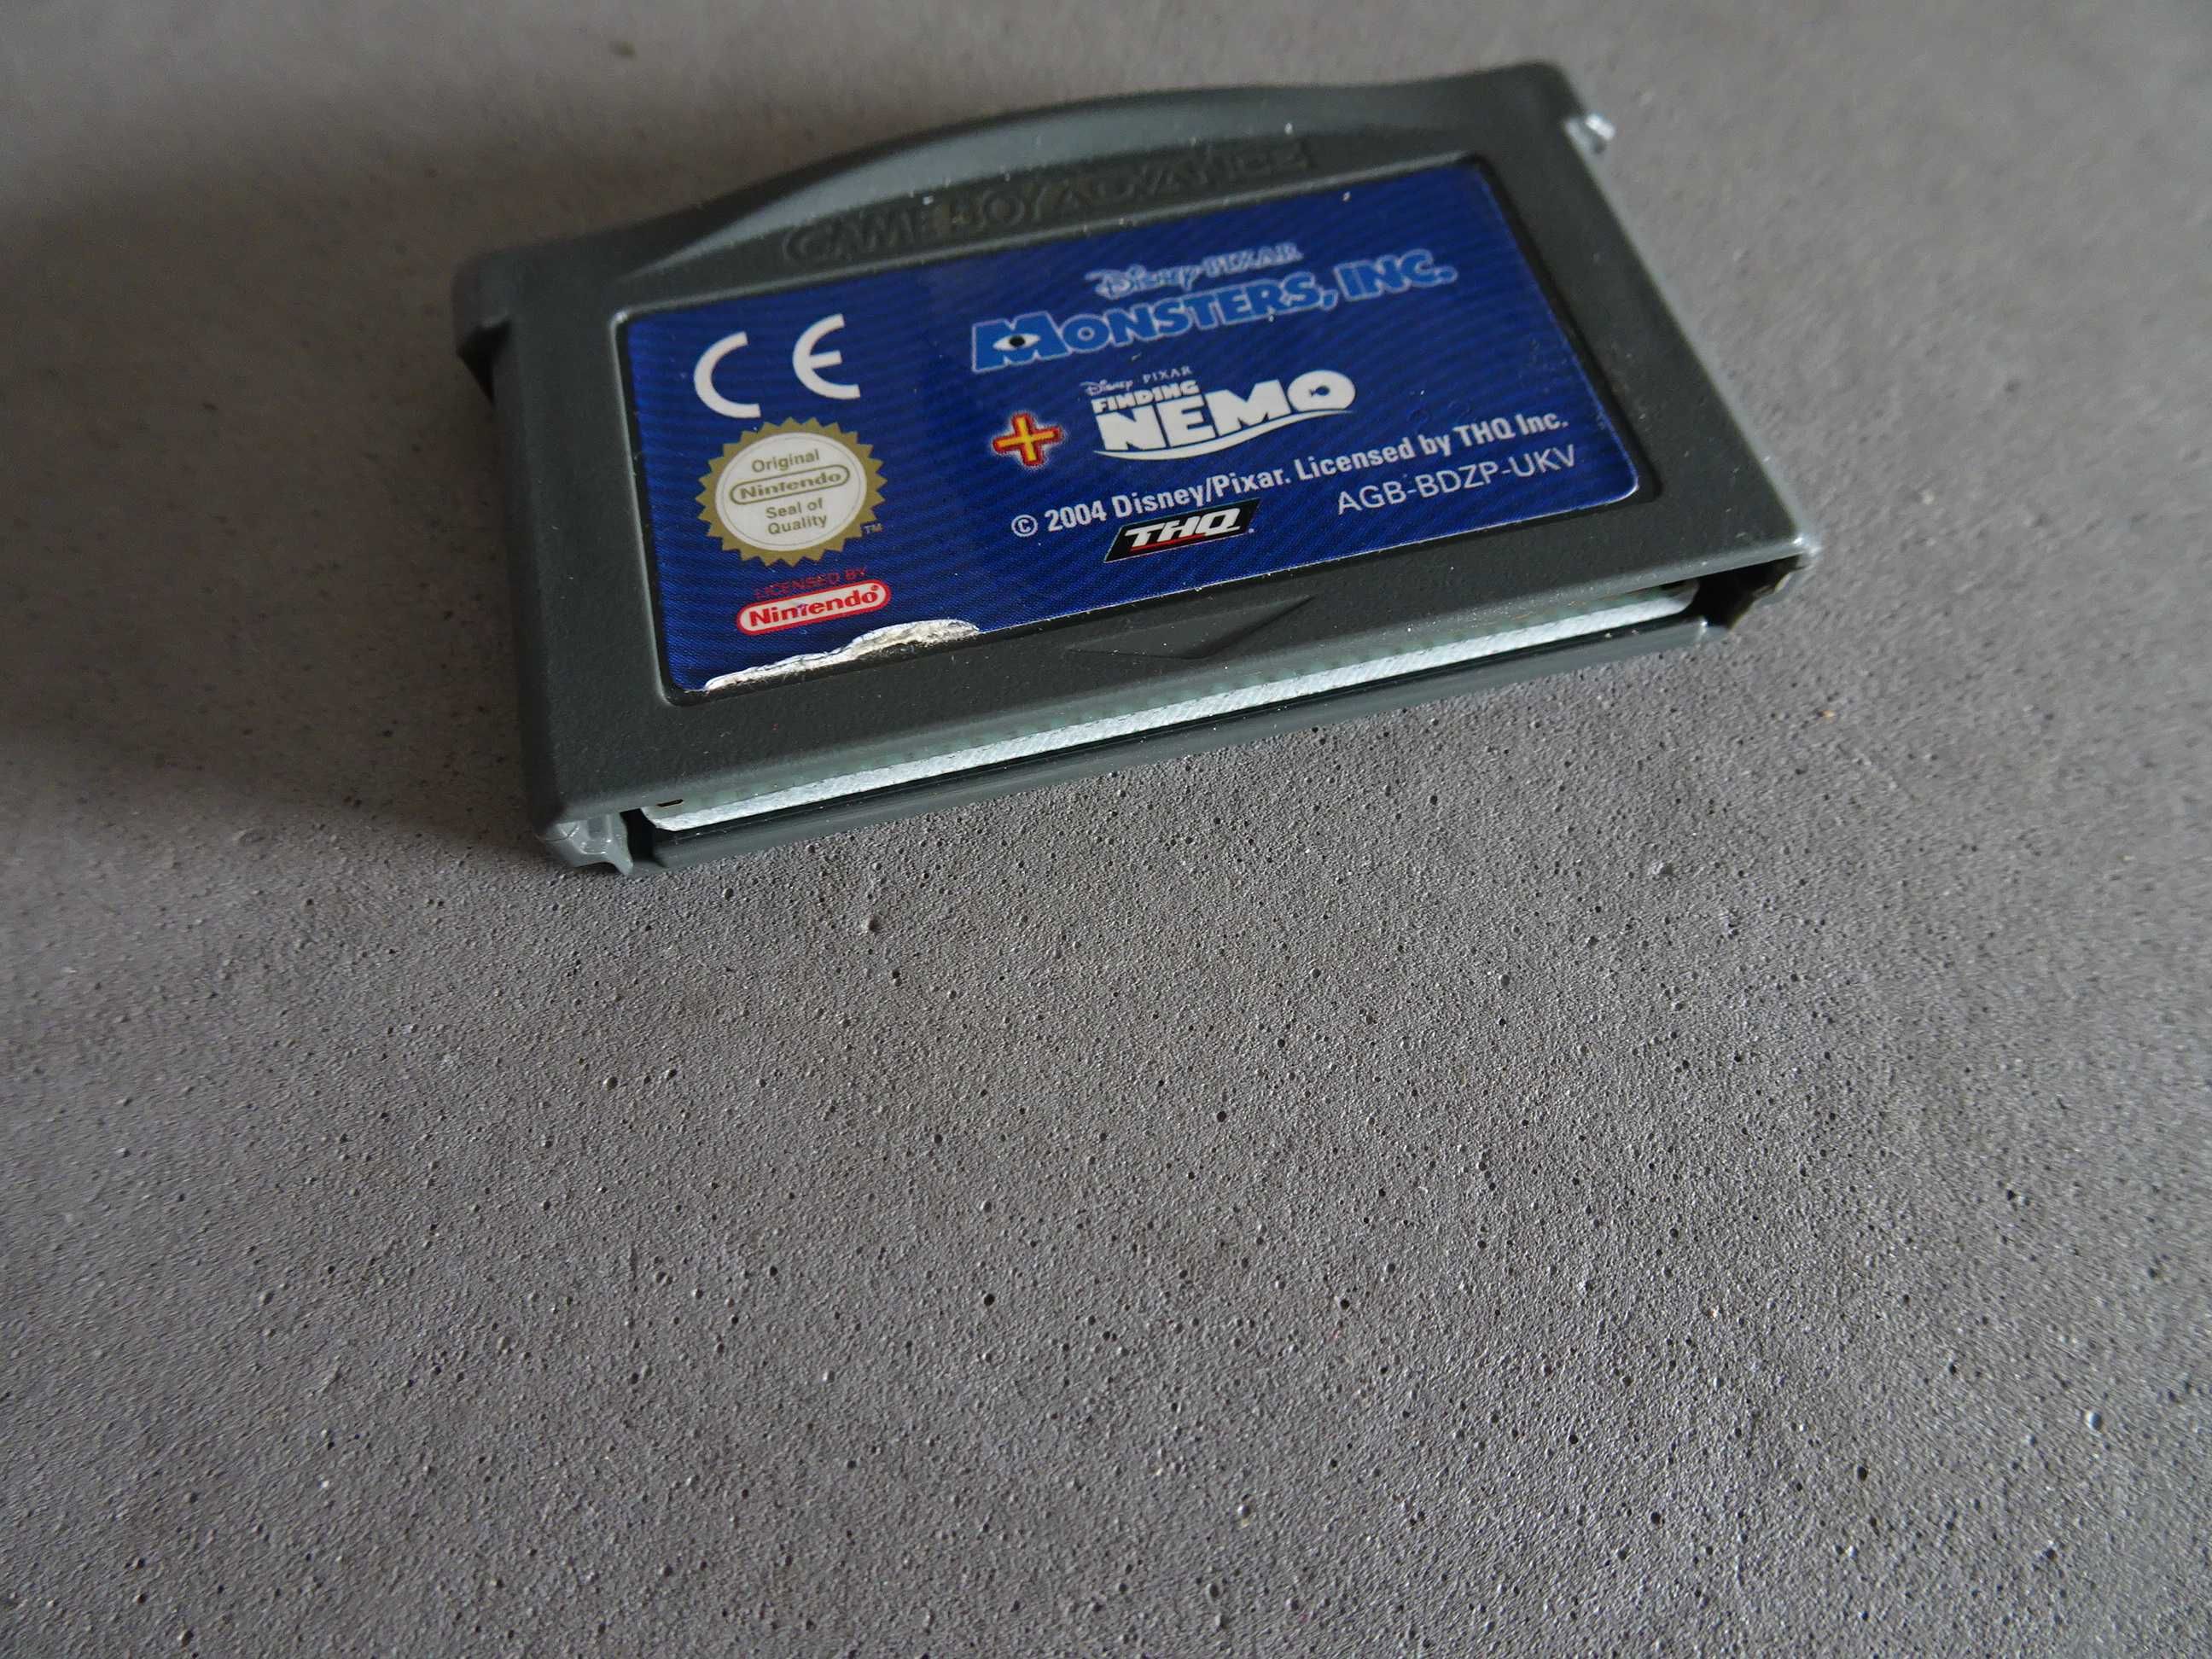 GAME BOY ADVANCE
CE
Original
Nintendo
Seal of
Quality
TM
LICENSED BY
Nintendo®
Disney·PIXAR
MONSTERS, INC.
+
Disney PIXAR
FINDING
NEMO
© 2004 Disney/Pixar. Licensed by THQ Inc.
THQ
AGB-BDZP-UKV